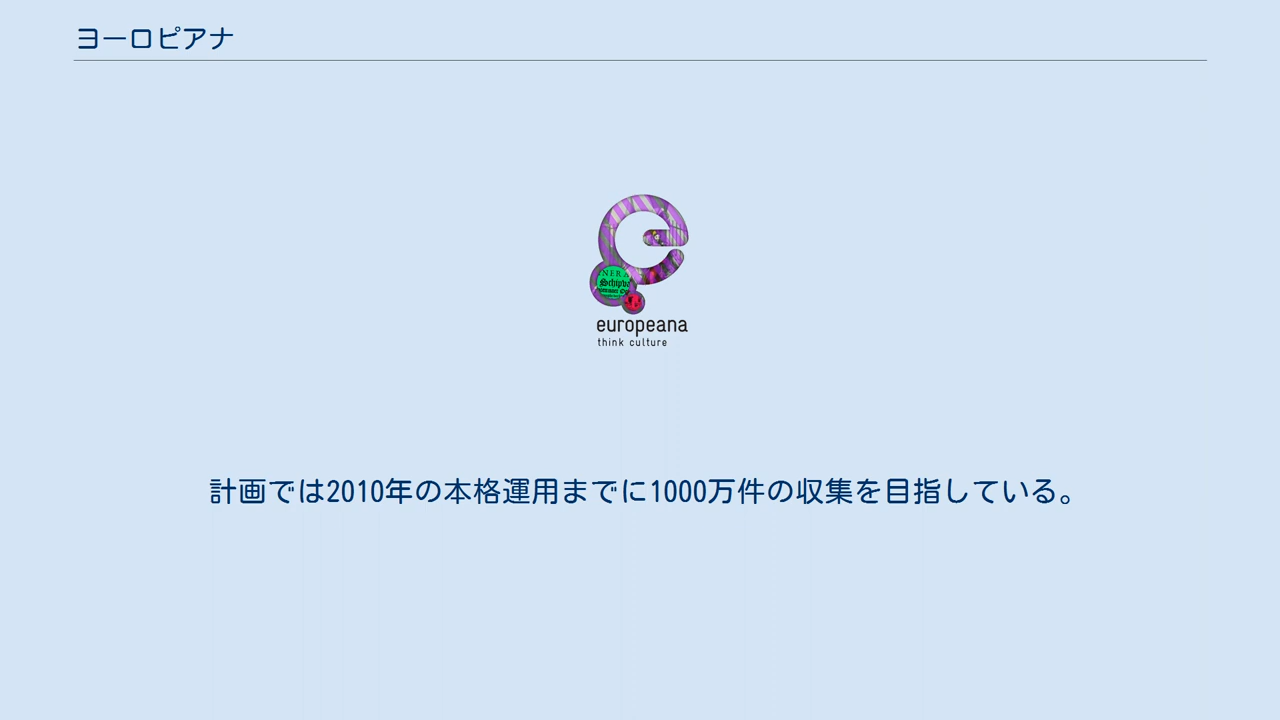 ヨーロピアナ
NERA
Schipva
europeana
think culture
計画では2010年の本格運用までに1000万件の収集を目指している。